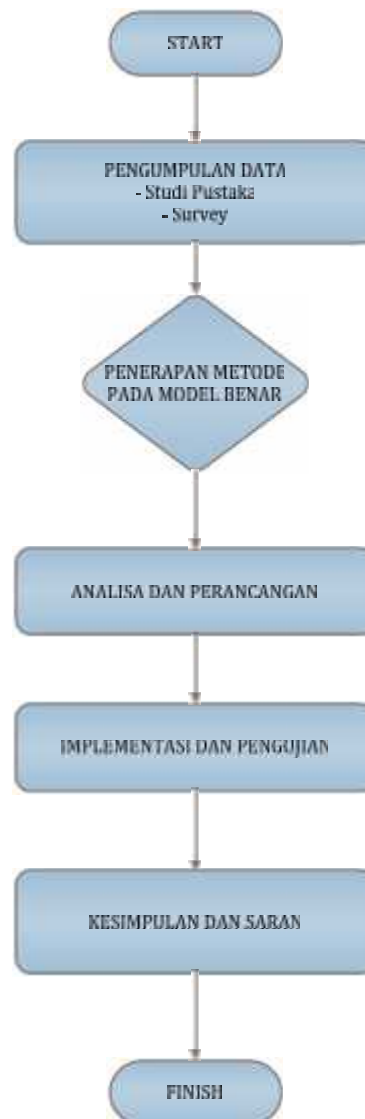 START
PENGUMPULAN DATA
- Studi Pustaka
- Survey
PENERAPAN METODE
PADA MODEL BENAR
ANALISA DAN PERANCANGAN
IMPLEMENTASI DAN PENGUJIAN
KESIMPULAN DAN SARAN
FINISH